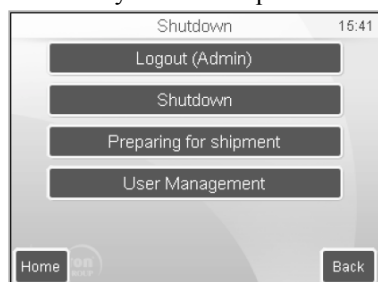 Shutdown 15:41
Logout (Admin)
Shutdown
Preparing for shipment
User Management
Home Back